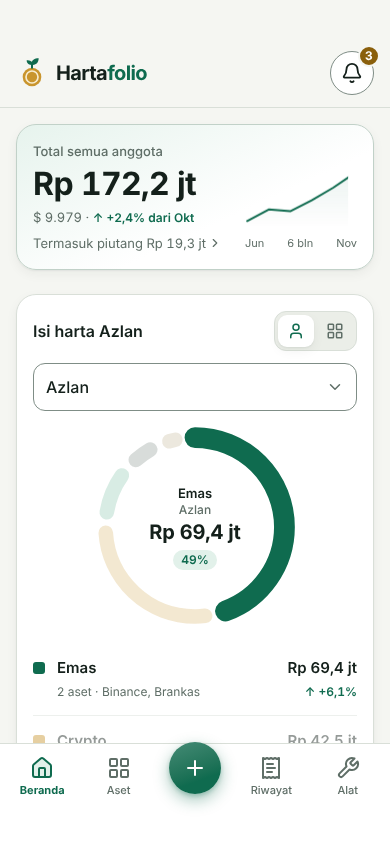 Hartafolio
3
Total semua anggota
Rp 172,2 jt
$ 9.979 · ↑ +2,4% dari Okt
Termasuk piutang Rp 19,3 jt >
Jun 6 bln Nov
Isi harta Azlan
Azlan
Emas
Azlan
Rp 69,4 jt
49%
Emas Rp 69,4 jt
2 aset · Binance, Brankas ↑ +6,1%
Crypto Rp 42,5 jt
Beranda Aset Riwayat Alat